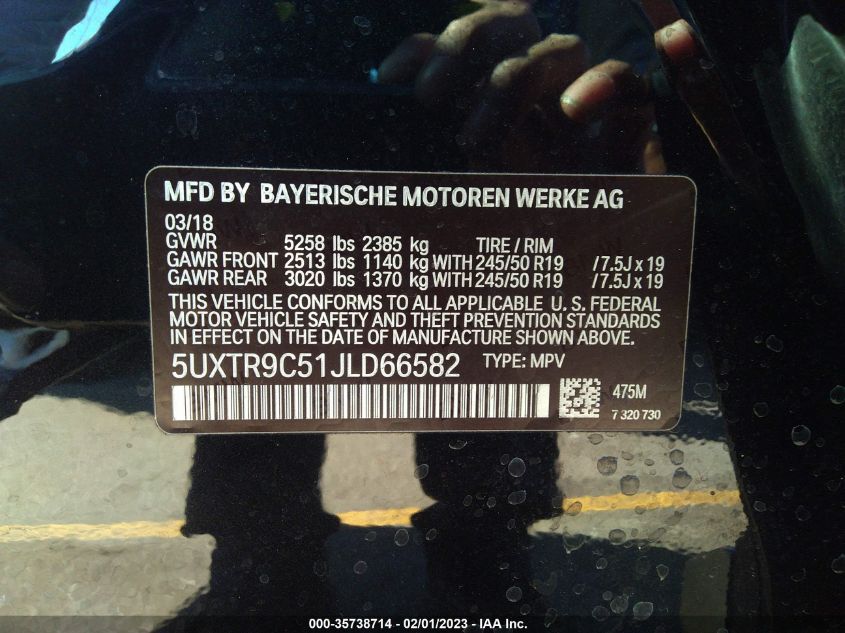 MFD BY BAYERISCHE MOTOREN WERKE AG
03/18
GVWR 5258 lbs 2385 kg TIRE / RIM
GAWR FRONT 2513 lbs 1140 kg WITH 245/50 R19 / 7.5J x 19
GAWR REAR 3020 lbs 1370 kg WITH 245/50 R19 / 7.5J x 19
THIS VEHICLE CONFORMS TO ALL APPLICABLE U. S. FEDERAL
MOTOR VEHICLE SAFETY AND THEFT PREVENTION STANDARDS
IN EFFECT ON THE DATE OF MANUFACTURE SHOWN ABOVE.
5UXTR9C51JLD66582 TYPE: MPV
475M
7 320 730
000-35738714 - 02/01/2023 - IAA Inc.